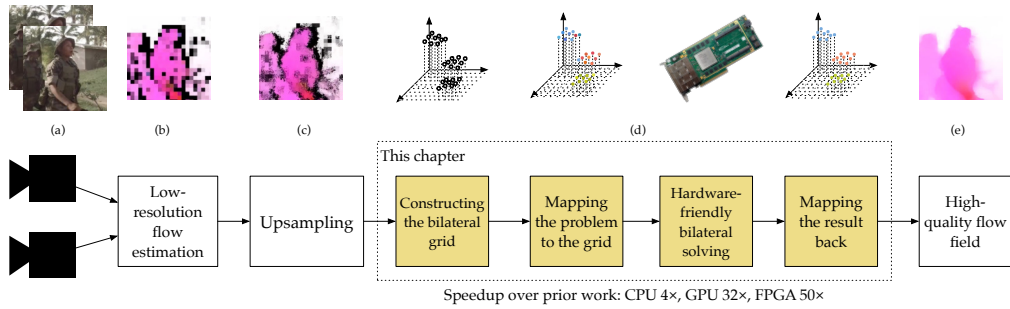 (a)
(b)
(c)
(d)
(e)
This chapter
Low-
resolution
flow
estimation
Upsampling
Constructing
the bilateral
grid
Mapping
the problem
to the grid
Hardware-
friendly
bilateral
solving
Mapping
the result
back
High-
quality flow
field
Speedup over prior work: CPU 4×, GPU 32×, FPGA 50×